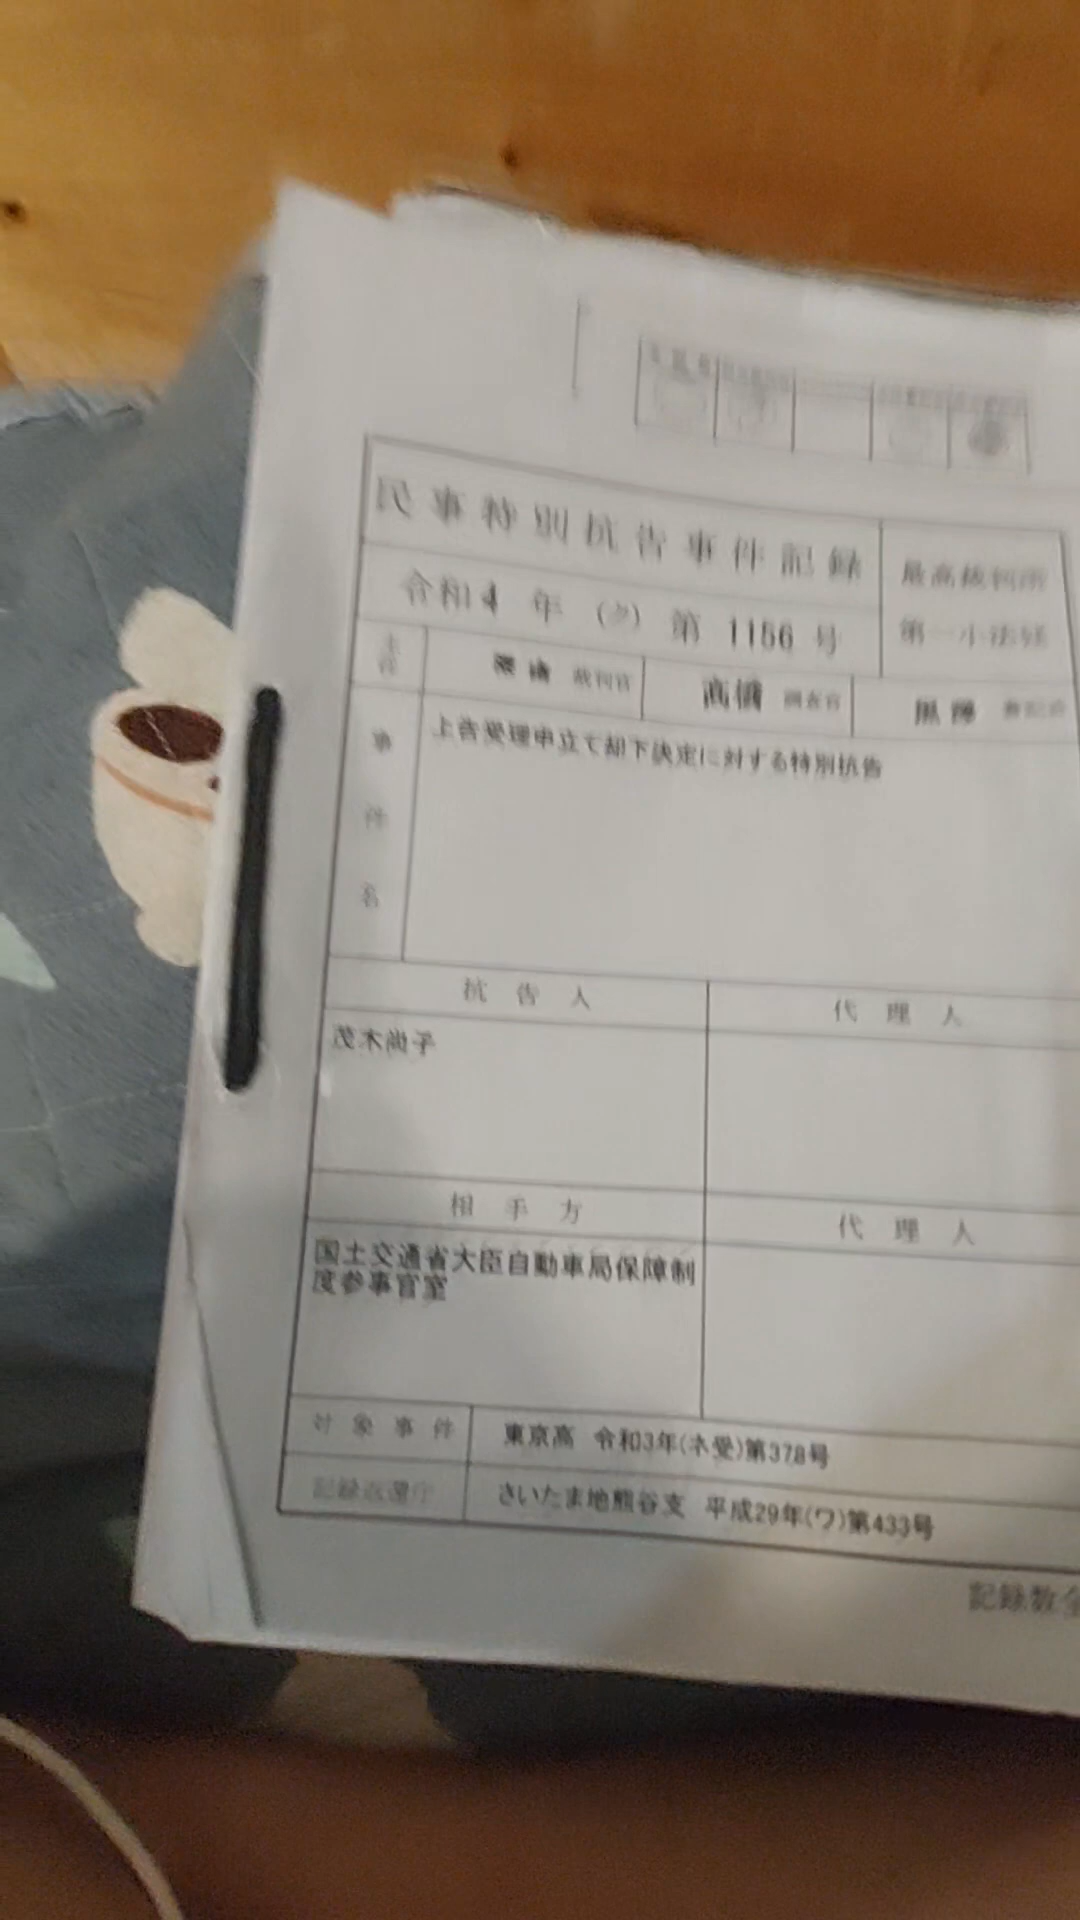 民事特別抗告事件記録
最高裁判所
令和4年(ク)第1156号
第一小法廷
裁判官 高橋 調査官 書記官
事件名
上告受理申立て却下決定に対する特別抗告
抗告人 代理人
茂木尚子
相手方 代理人
国土交通省大臣自動車局保障制
度参事官室
対象事件 東京高 令和3年(ネ受)第378号
記録返還庁 さいたま地熊谷支 平成29年(ワ)第433号
記録数全